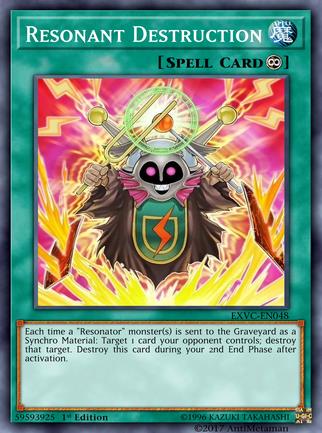 RESONANT DESTRUCTION
[SPELL CARD]
EXVC-EN048
Each time a "Resonator" monster(s) is sent to the Graveyard as a
Synchro Material: Target 1 card your opponent controls; destroy
that target. Destroy this card during your 2nd End Phase after
activation.
59593925 1st Edition ©1996 KAZUKI TAKAHASHI
©2017 AntiMetaman